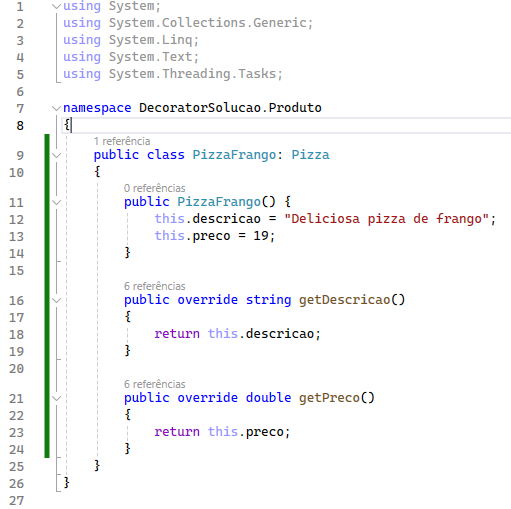 1 using System;
2 using System.Collections.Generic;
3 using System.Linq;
4 using System.Text;
5 using System.Threading.Tasks;
6
7 namespace DecoratorSolucao.Produto
8 {
1 referência
9 public class PizzaFrango: Pizza
10 {
0 referências
11 public PizzaFrango() {
12 this.descricao = "Deliciosa pizza de frango";
13 this.preco = 19;
14 }
15
6 referências
16 public override string getDescricao()
17 {
18 return this.descricao;
19 }
20
6 referências
21 public override double getPreco()
22 {
23 return this.preco;
24 }
25 }
26 }
27